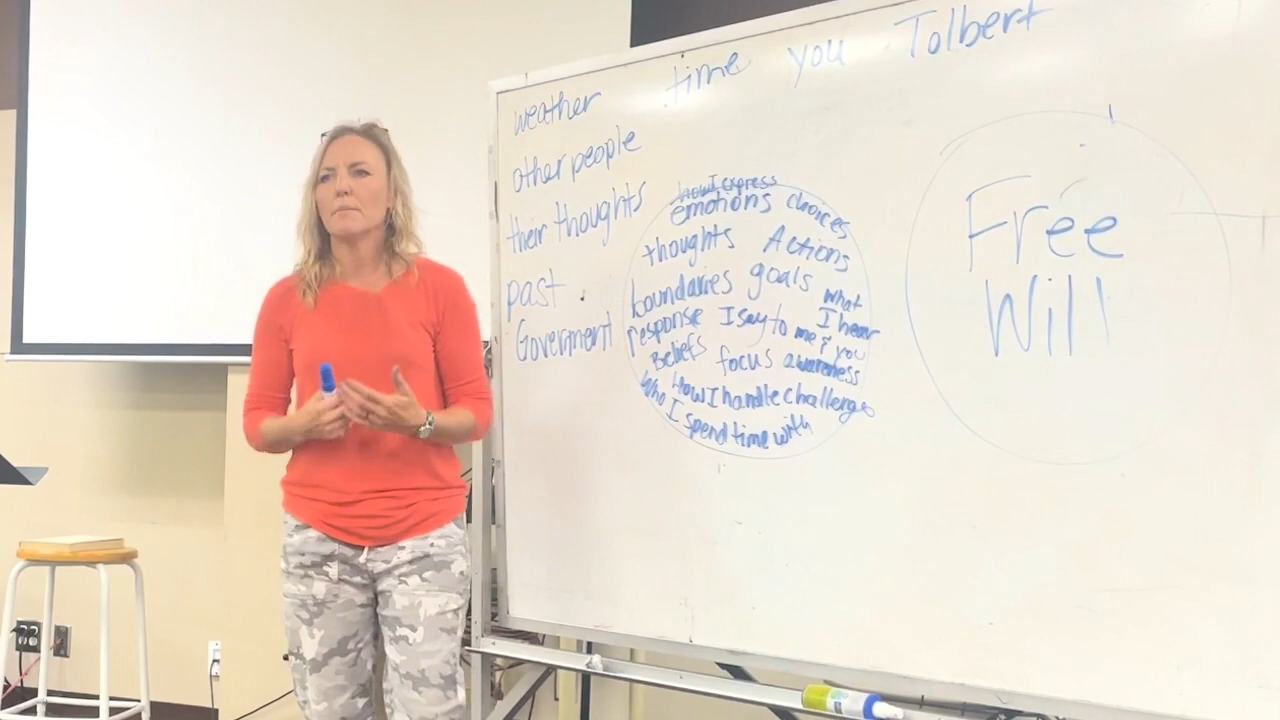 time you Tolbert
weather
other people
their thoughts
past
Government
how I express
emotions choices
thoughts Actions
boundaries goals what
I hear
response I say to me & you
Beliefs focus awareness
How I handle challenge
Who I spend time with
Free
Will